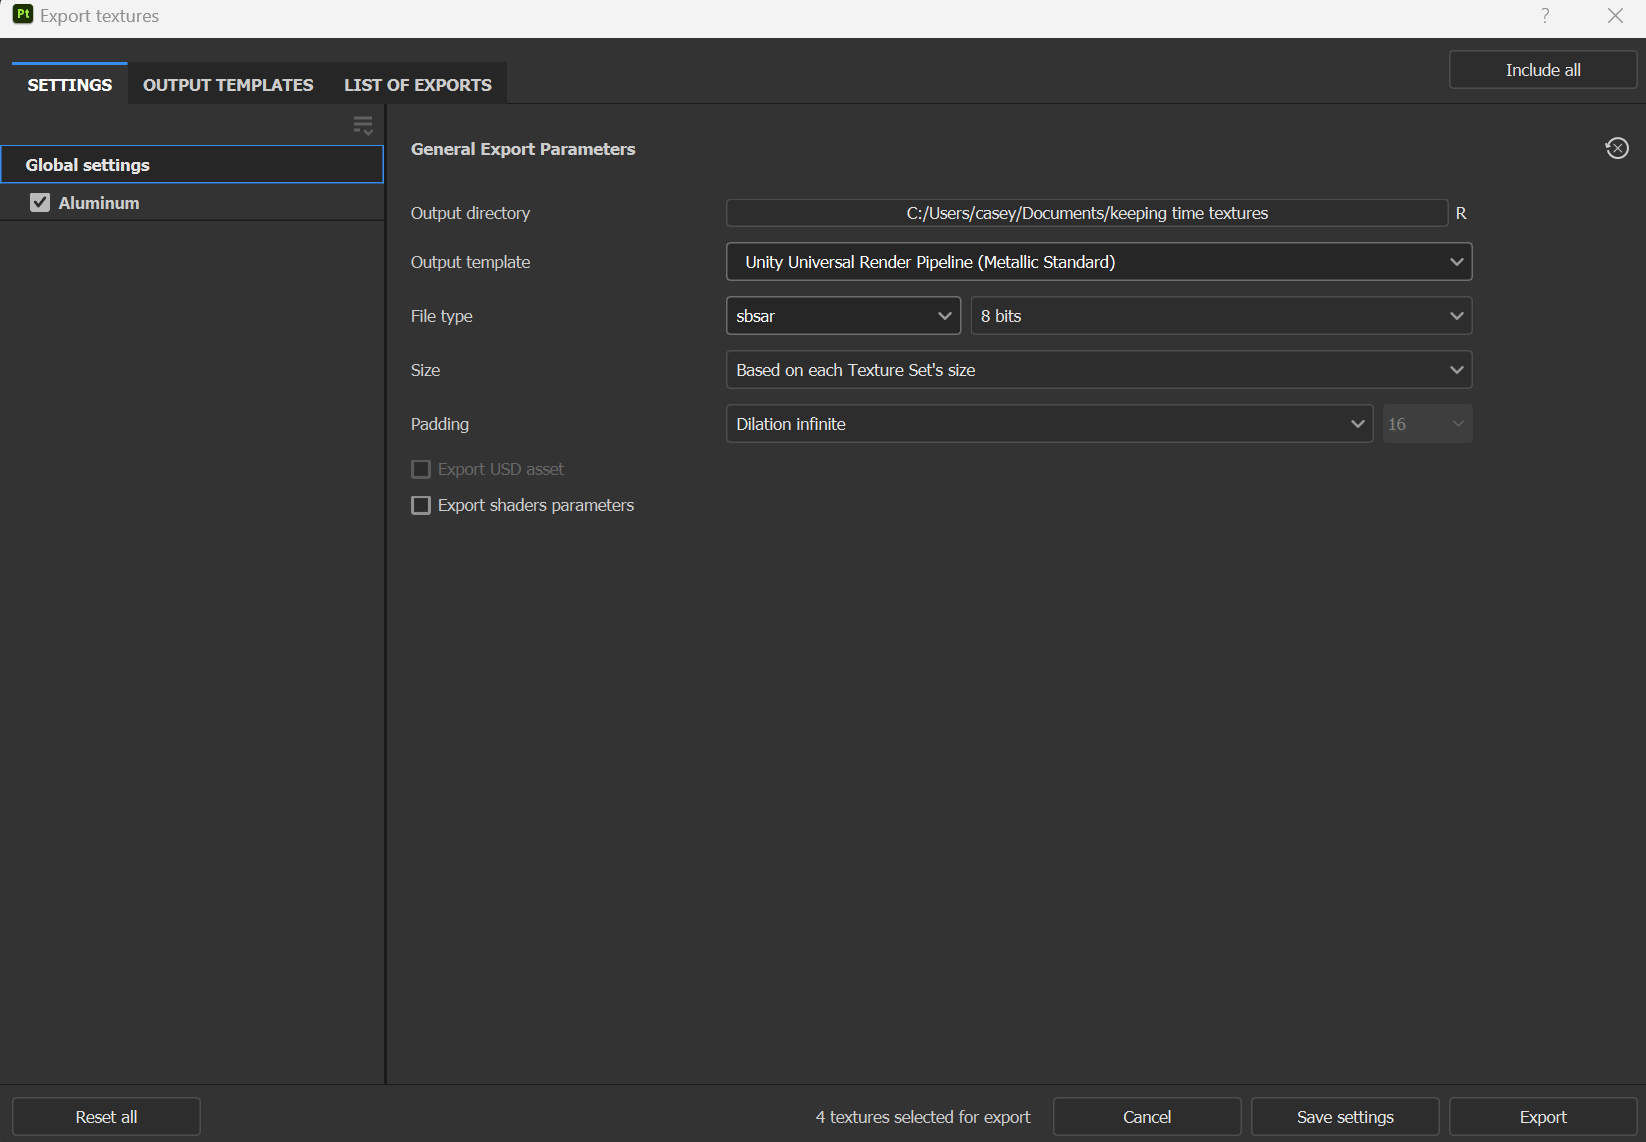 Pt Export textures ?
SETTINGS OUTPUT TEMPLATES LIST OF EXPORTS Include all
Global settings
Aluminum
General Export Parameters
Output directory C:/Users/casey/Documents/keeping time textures R
Output template Unity Universal Render Pipeline (Metallic Standard)
File type sbsar 8 bits
Size Based on each Texture Set's size
Padding Dilation infinite 16
Export USD asset
Export shaders parameters
Reset all 4 textures selected for export Cancel Save settings Export